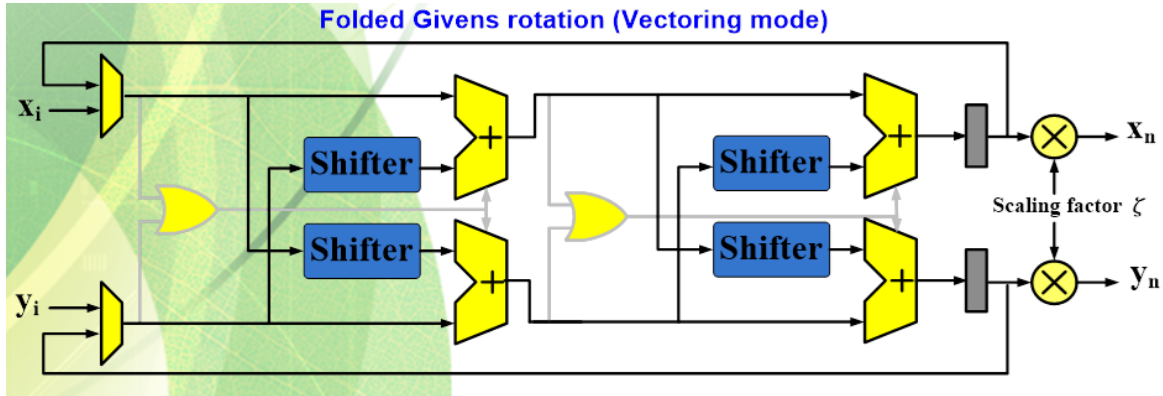 Folded Givens rotation (Vectoring mode)
xi
Shifter
+
Shifter
+
xn
Scaling factor ζ
Shifter
+
Shifter
+
yi
yn